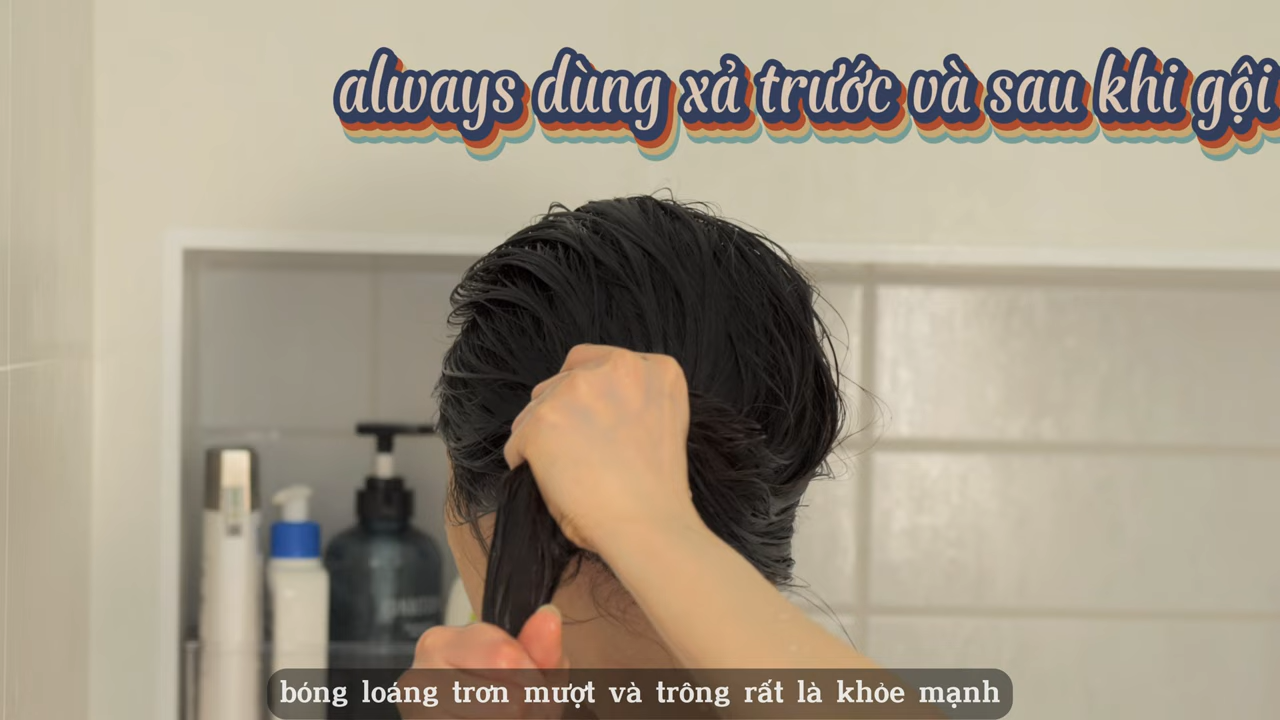 always dùng xả trước và sau khi gội
bóng loáng trơn mượt và trông rất là khỏe mạnh